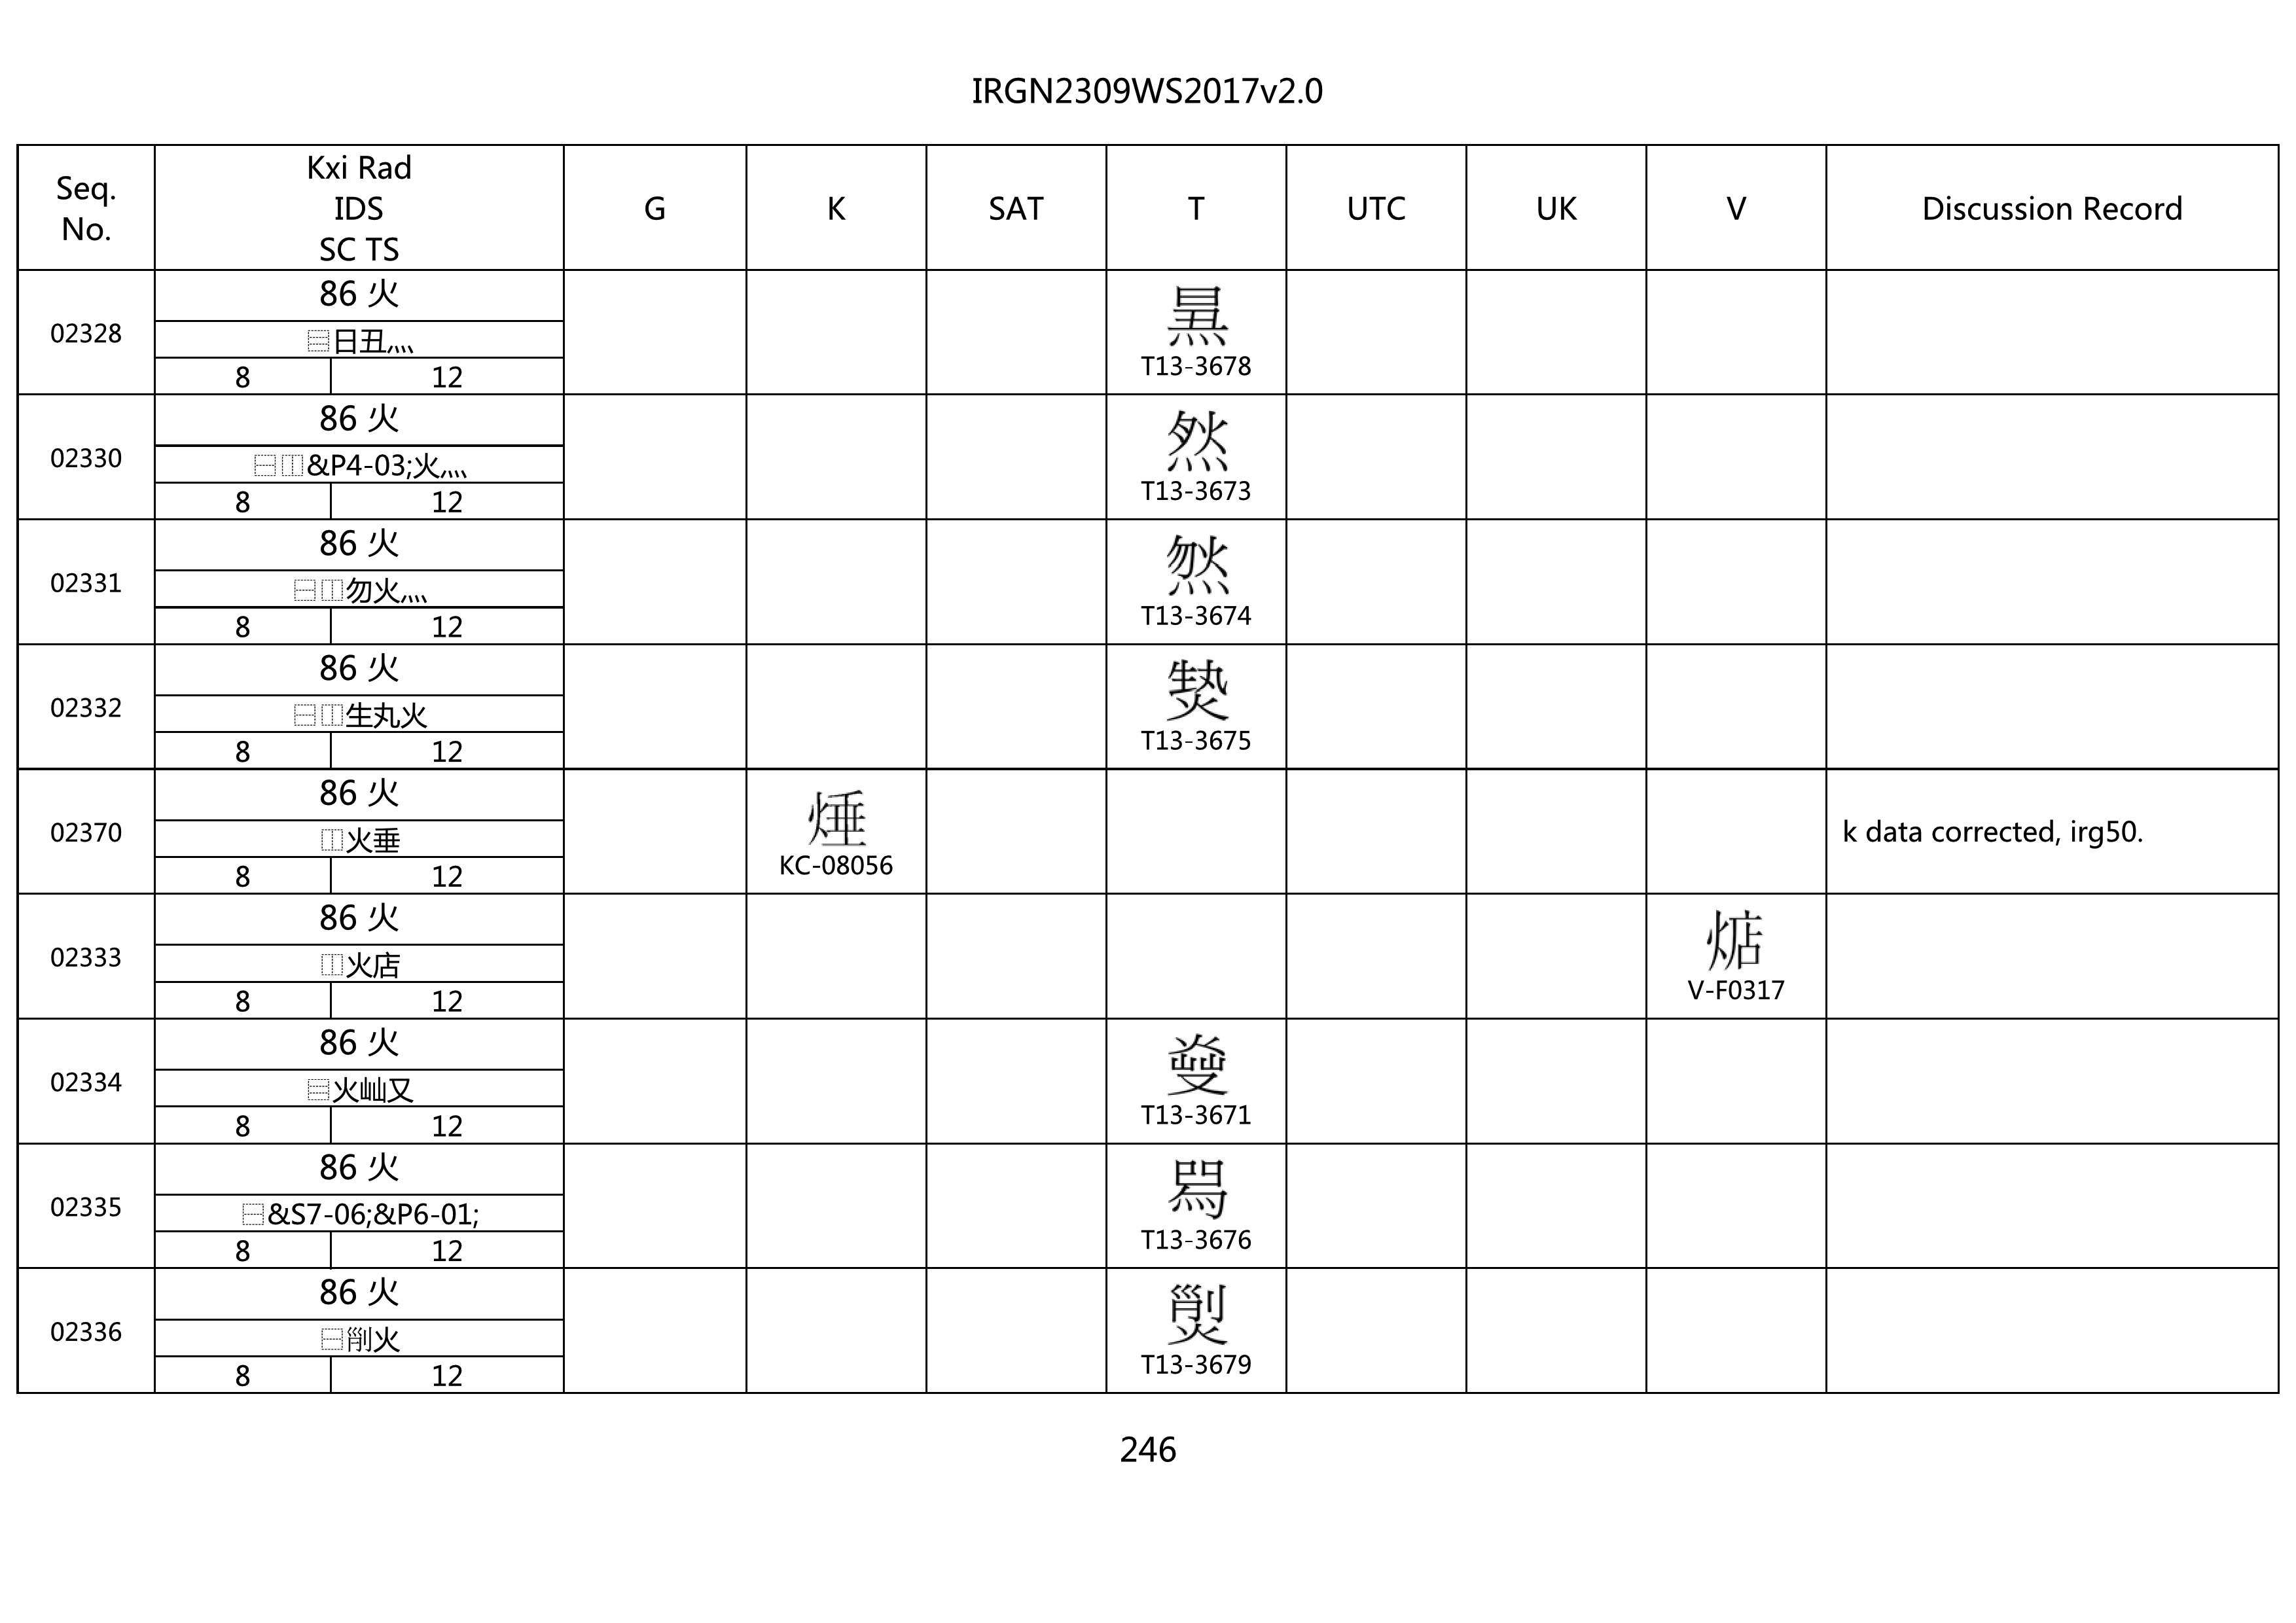 IRGN2309WS2017v2.0
Seq. No. Kxi Rad IDS SC TS G K SAT T UTC UK V Discussion Record
86 火
02328 ⿳日丑灬
8 12
T13-3678
86 火
02330 ⿱⿰&P4-03;火灬
8 12
T13-3673
86 火
02331 ⿱⿰勿火灬
8 12
T13-3674
86 火
02332 ⿱⿰生丸火
8 12
T13-3675
86 火
02370 ⿰火垂
8 12
KC-08056
k data corrected, irg50.
86 火
02333 ⿰火店
8 12
V-F0317
86 火
02334 ⿳火屾又
8 12
T13-3671
86 火
02335 ⿱&S7-06;&P6-01;
8 12
T13-3676
86 火
02336 ⿱火
8 12
T13-3679
246